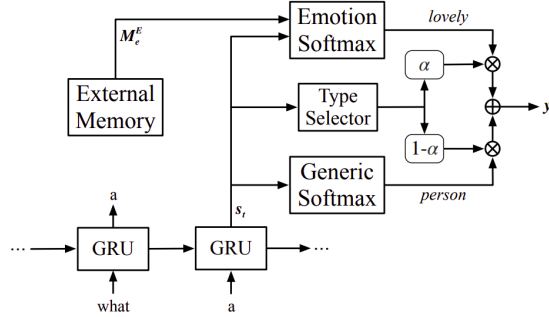 Emotion
Softmax
lovely
M_e^E
α
External
Memory
Type
Selector
y
1-α
Generic
Softmax
person
a
s_t
...
GRU
GRU
...
what
a